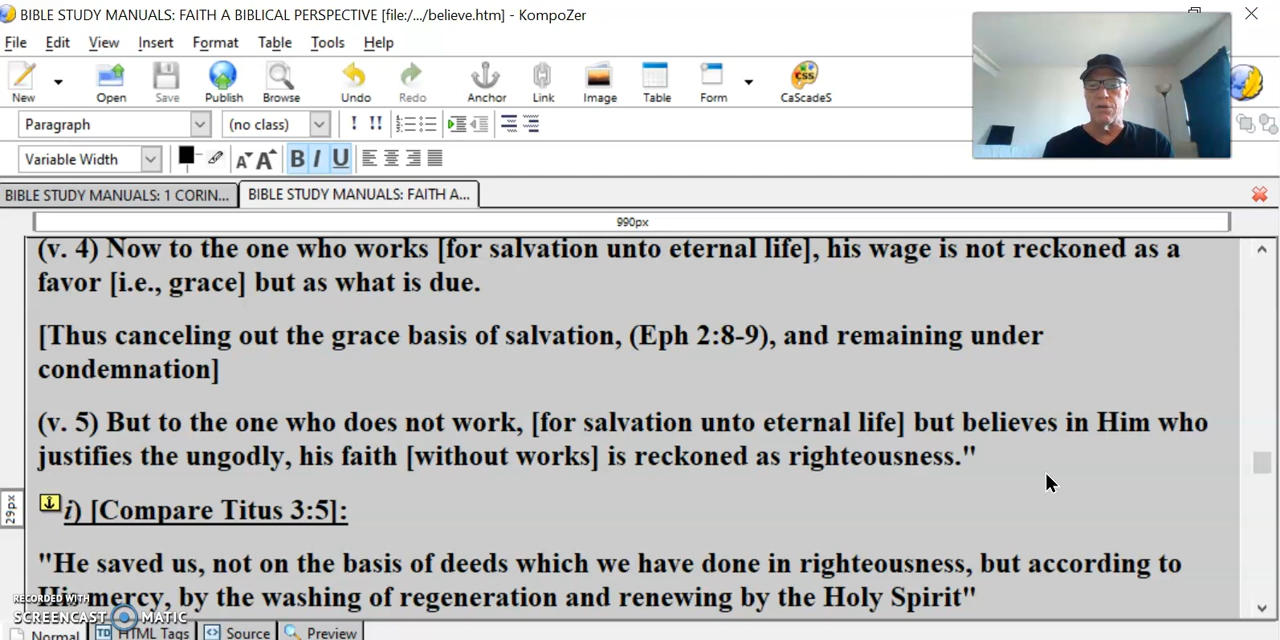 BIBLE STUDY MANUALS: FAITH A BIBLICAL PERSPECTIVE [file:/.../believe.htm] - KompoZer
File Edit View Insert Format Table Tools Help
New Open Save Publish Browse Undo Redo Anchor Link Image Table Form CaScadeS
Paragraph (no class) ! !!
Variable Width A A B I U
BIBLE STUDY MANUALS: 1 CORIN... BIBLE STUDY MANUALS: FAITH A...
990px
(v. 4) Now to the one who works [for salvation unto eternal life], his wage is not reckoned as a
favor [i.e., grace] but as what is due.
[Thus canceling out the grace basis of salvation, (Eph 2:8-9), and remaining under
condemnation]
(v. 5) But to the one who does not work, [for salvation unto eternal life] but believes in Him who
justifies the ungodly, his faith [without works] is reckoned as righteousness."
29px
i) [Compare Titus 3:5]:
"He saved us, not on the basis of deeds which we have done in righteousness, but according to
mercy, by the washing of regeneration and renewing by the Holy Spirit"
RECORDED WITH
SCREENCAST MATIC
Normal TD HTML Tags Source Preview